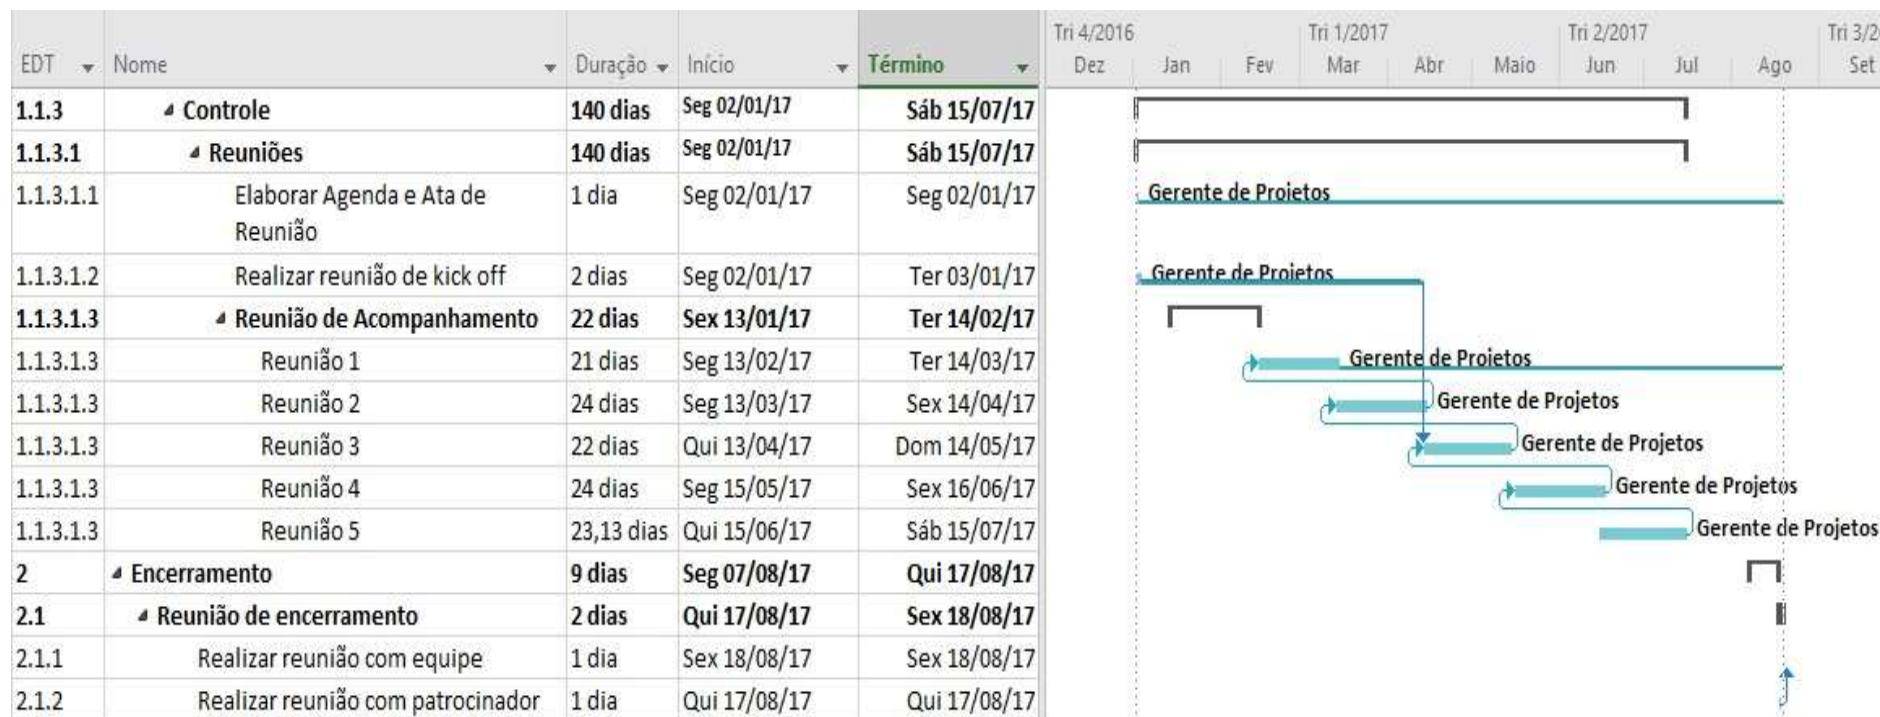 Tri 4/2016 Tri 1/2017 Tri 2/2017 Tri 3/2
EDT Nome Duração Início Término Dez Jan Fev Mar Abr Maio Jun Jul Ago Set
1.1.3 Controle 140 dias Seg 02/01/17 Sáb 15/07/17
1.1.3.1 Reuniões 140 dias Seg 02/01/17 Sáb 15/07/17
1.1.3.1.1 Elaborar Agenda e Ata de 1 dia Seg 02/01/17 Seg 02/01/17 Gerente de Projetos
Reunião
1.1.3.1.2 Realizar reunião de kick off 2 dias Seg 02/01/17 Ter 03/01/17 Gerente de Projetos
1.1.3.1.3 Reunião de Acompanhamento 22 dias Sex 13/01/17 Ter 14/02/17
1.1.3.1.3 Reunião 1 21 dias Seg 13/02/17 Ter 14/03/17 Gerente de Projetos
1.1.3.1.3 Reunião 2 24 dias Seg 13/03/17 Sex 14/04/17 Gerente de Projetos
1.1.3.1.3 Reunião 3 22 dias Qui 13/04/17 Dom 14/05/17 Gerente de Projetos
1.1.3.1.3 Reunião 4 24 dias Seg 15/05/17 Sex 16/06/17 Gerente de Projetos
1.1.3.1.3 Reunião 5 23,13 dias Qui 15/06/17 Sáb 15/07/17 Gerente de Projetos
2 Encerramento 9 dias Seg 07/08/17 Qui 17/08/17
2.1 Reunião de encerramento 2 dias Qui 17/08/17 Sex 18/08/17
2.1.1 Realizar reunião com equipe 1 dia Sex 18/08/17 Sex 18/08/17
2.1.2 Realizar reunião com patrocinador 1 dia Qui 17/08/17 Qui 17/08/17